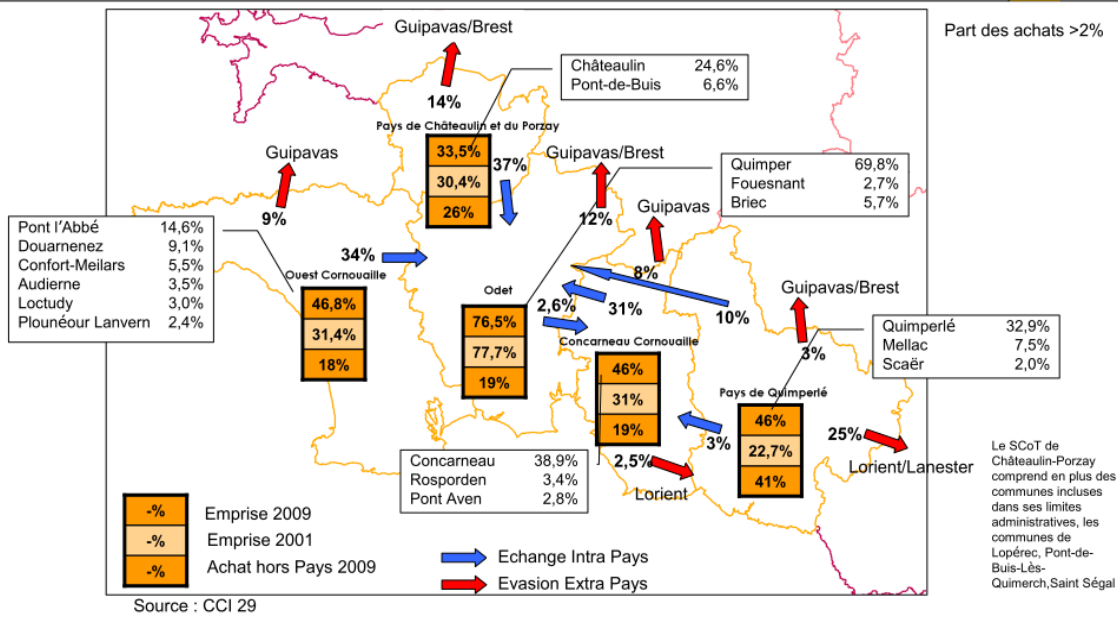 Part des achats >2%
Guipavas/Brest
14%
Châteaulin 24,6%
Pont-de-Buis 6,6%
Pays de Châteaulin et du Porzay
33,5%
30,4%
26%
37%
Guipavas
9%
Guipavas/Brest
12%
Quimper 69,8%
Fouesnant 2,7%
Briec 5,7%
Guipavas
8%
Pont l'Abbé 14,6%
Douarnenez 9,1%
Confort-Meilars 5,5%
Audierne 3,5%
Loctudy 3,0%
Plounéour Lanvern 2,4%
34%
Ouest Cornouaille
46,8%
31,4%
18%
Odet
76,5%
77,7%
19%
2,6%
31%
10%
Guipavas/Brest
3%
Quimperlé 32,9%
Mellac 7,5%
Scaër 2,0%
Concarneau Cornouaille
46%
31%
19%
Pays de Quimperlé
46%
22,7%
41%
3%
25%
Lorient/Lanester
2,5%
Lorient
Concarneau 38,9%
Rosporden 3,4%
Pont Aven 2,8%
Le SCoT de
Châteaulin-Porzay
comprend en plus des
communes incluses
dans ses limites
administratives, les
communes de
Lopérec, Pont-de-
Buis-Lès-
Quimerch,Saint Ségal
-% Emprise 2009
-% Emprise 2001
-% Achat hors Pays 2009
Echange Intra Pays
Evasion Extra Pays
Source : CCI 29